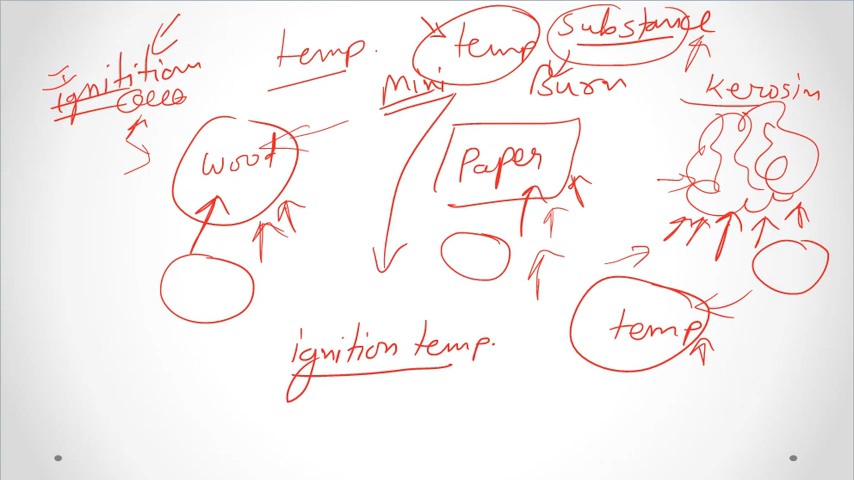 Ignitition temp.
temp substance
Mini Burn
kerosin
wood
paper
ignition temp.
temp